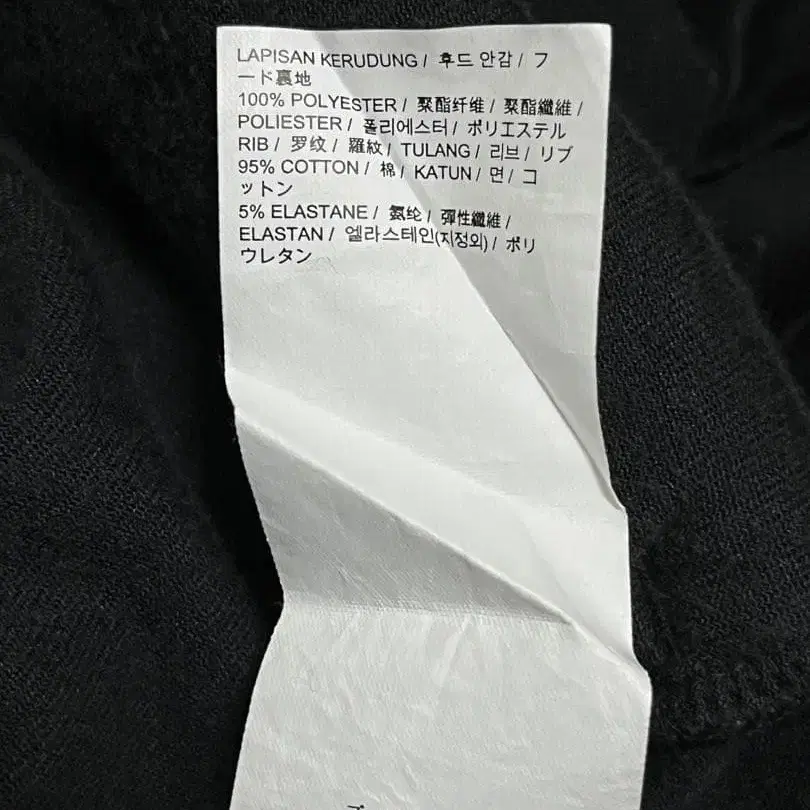 LAPISAN KERUDUNG / 후드 안감 / フ
ード裏地
100% POLYESTER / 聚酯纤维 / 聚酯纖維 /
POLIESTER / 폴리에스터 / ポリエステル
RIB / 罗纹 / 羅紋 / TULANG / 리브 / リブ
95% COTTON / 棉 / KATUN / 면 / コ
ットン
5% ELASTANE / 氨纶 / 彈性纖維 /
ELASTAN / 엘라스테인(지정외) / ポリ
ウレタン